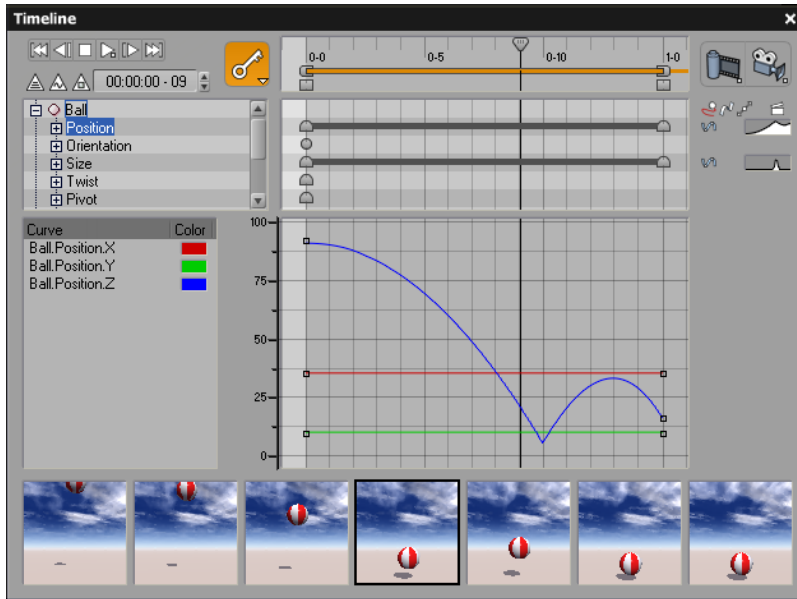 Timeline
0-0 0-5 0-10 1-0
00:00:00 - 09
Ball
Position
Orientation
Size
Twist
Pivot
Curve Color
Ball.Position.X
Ball.Position.Y
Ball.Position.Z
100
75
50
25
0